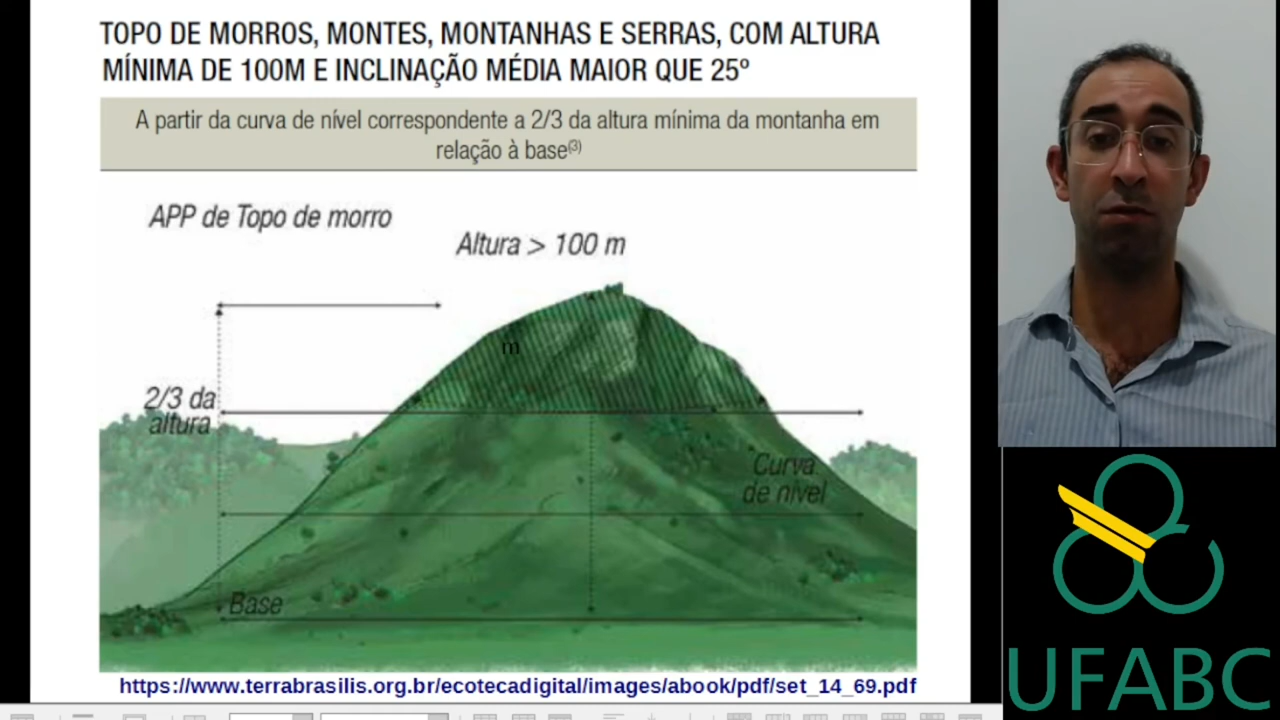 TOPO DE MORROS, MONTES, MONTANHAS E SERRAS, COM ALTURA
MÍNIMA DE 100M E INCLINAÇÃO MÉDIA MAIOR QUE 25º
A partir da curva de nível correspondente a 2/3 da altura mínima da montanha em
relação à base(3)
APP de Topo de morro
Altura > 100 m
m
2/3 da
altura
Curva
de nível
Base
https://www.terrabrasilis.org.br/ecotecadigital/images/abook/pdf/set_14_69.pdf
UFABC